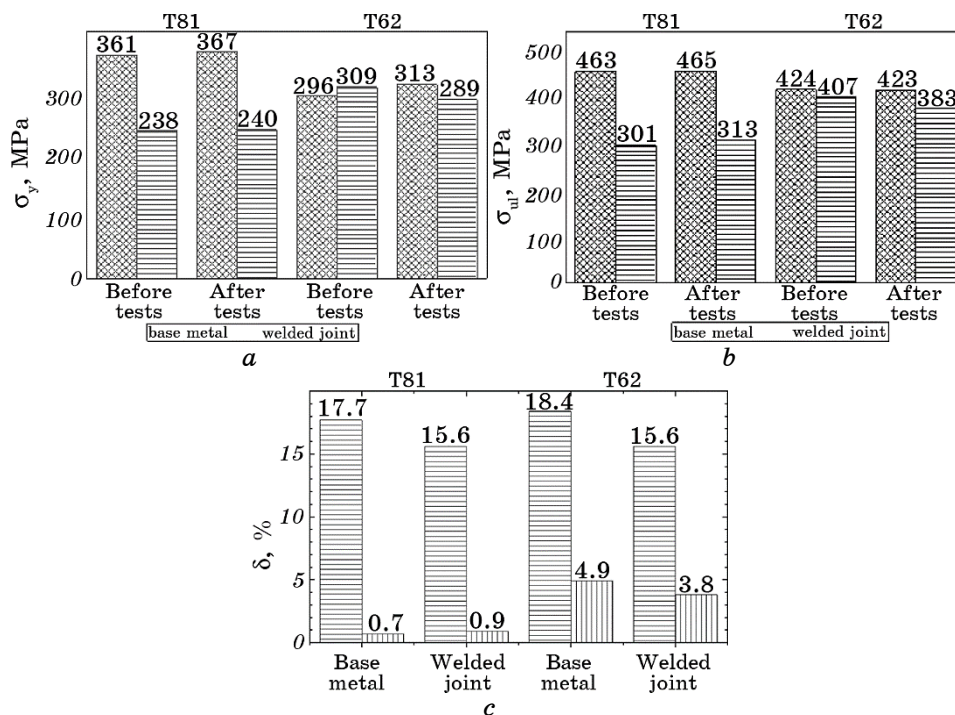 T81 T62
361 367
296 309 313 289
238 240
300
200
100
0
σy, MPa
Before tests After tests Before tests After tests
base metal welded joint
a
T81 T62
500
463 465 424 407 423 383
400
301 313
300
200
100
0
σul, MPa
Before tests After tests Before tests After tests
base metal welded joint
b
T81 T62
17.7 18.4
15.6 15.6
15
10
5
4.9 3.8
0.7 0.9
0
δ, %
Base metal Welded joint Base metal Welded joint
c